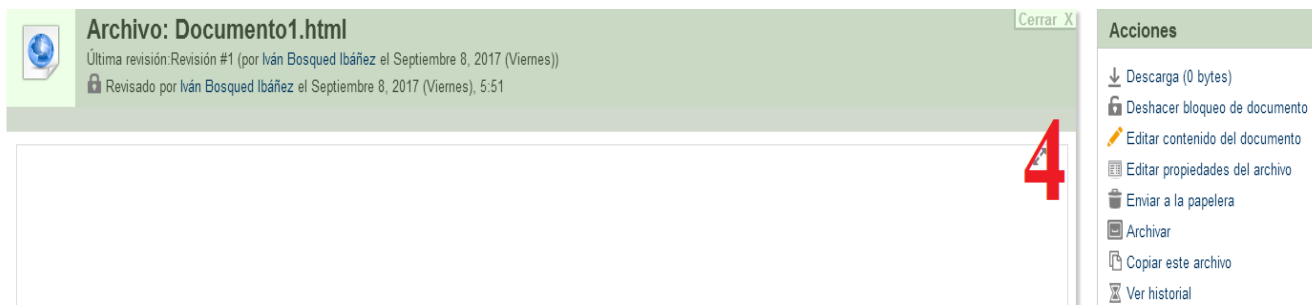 Archivo: Documento1.html
Cerrar X
Última revisión:Revisión #1 (por Iván Bosqued Ibáñez el Septiembre 8, 2017 (Viernes))
Revisado por Iván Bosqued Ibáñez el Septiembre 8, 2017 (Viernes), 5:51
4
Acciones
Descarga (0 bytes)
Deshacer bloqueo de documento
Editar contenido del documento
Editar propiedades del archivo
Enviar a la papelera
Archivar
Copiar este archivo
Ver historial